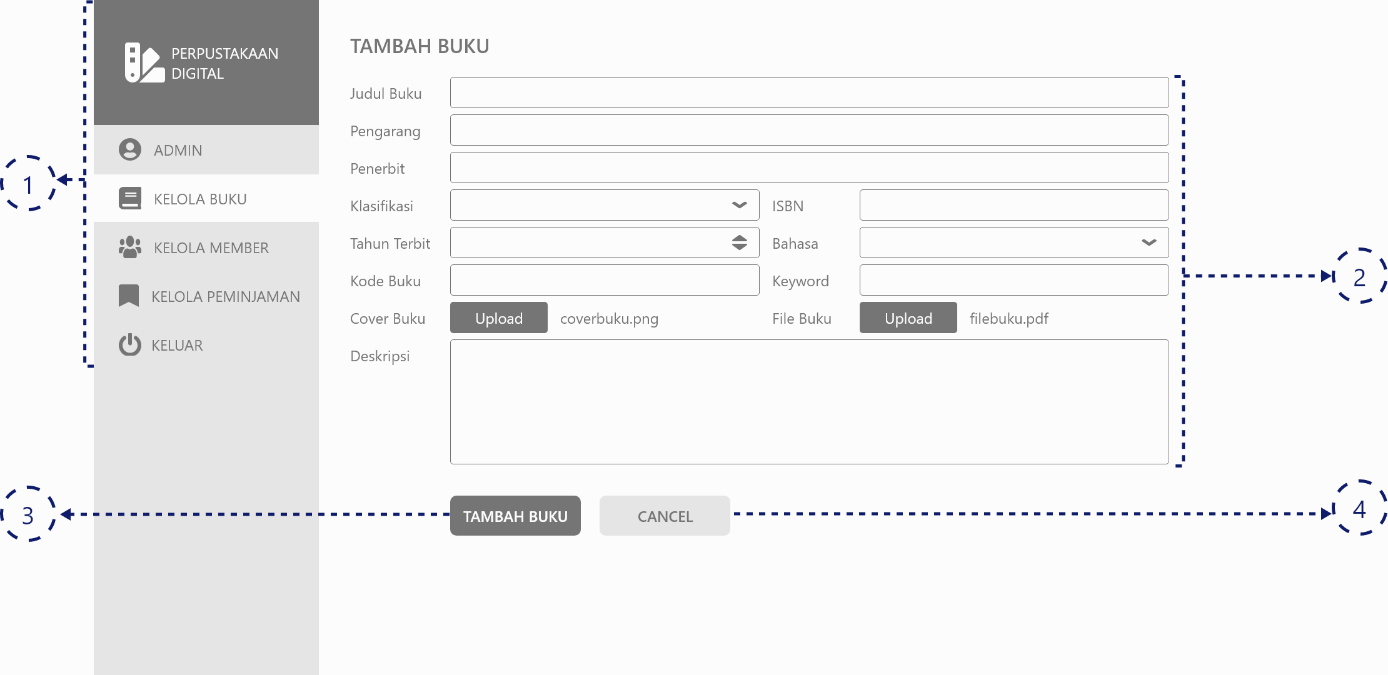 PERPUSTAKAAN
DIGITAL
ADMIN
KELOLA BUKU
KELOLA MEMBER
KELOLA PEMINJAMAN
KELUAR
1
TAMBAH BUKU
Judul Buku
Pengarang
Penerbit
Klasifikasi ISBN
Tahun Terbit Bahasa
Kode Buku Keyword
Cover Buku Upload coverbuku.png File Buku Upload filebuku.pdf
Deskripsi
2
3
TAMBAH BUKU CANCEL
4